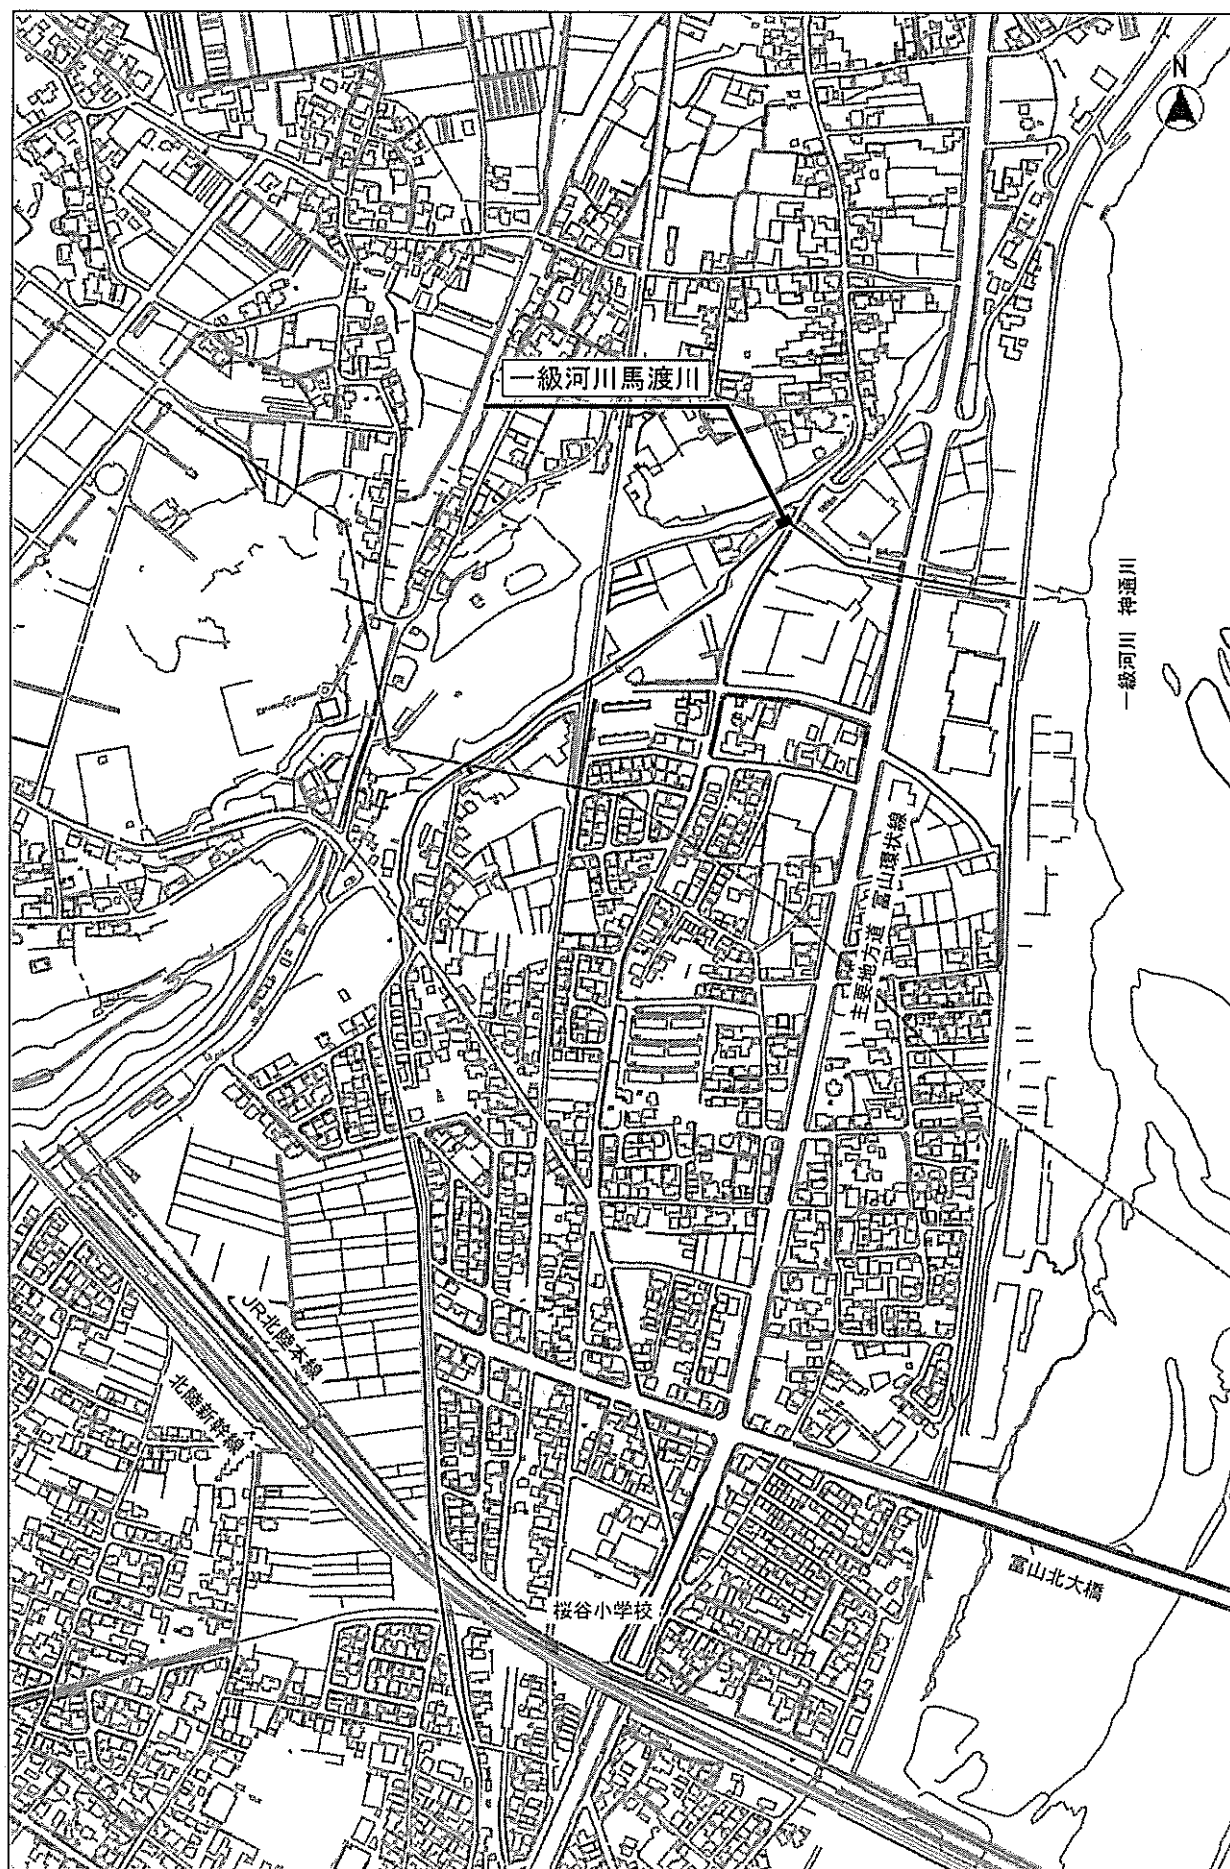 N
一級河川馬渡川
一級河川 神通川
主要地方道 富山環状線
JR北陸本線
北陸新幹線
富山北大橋
桜谷小学校